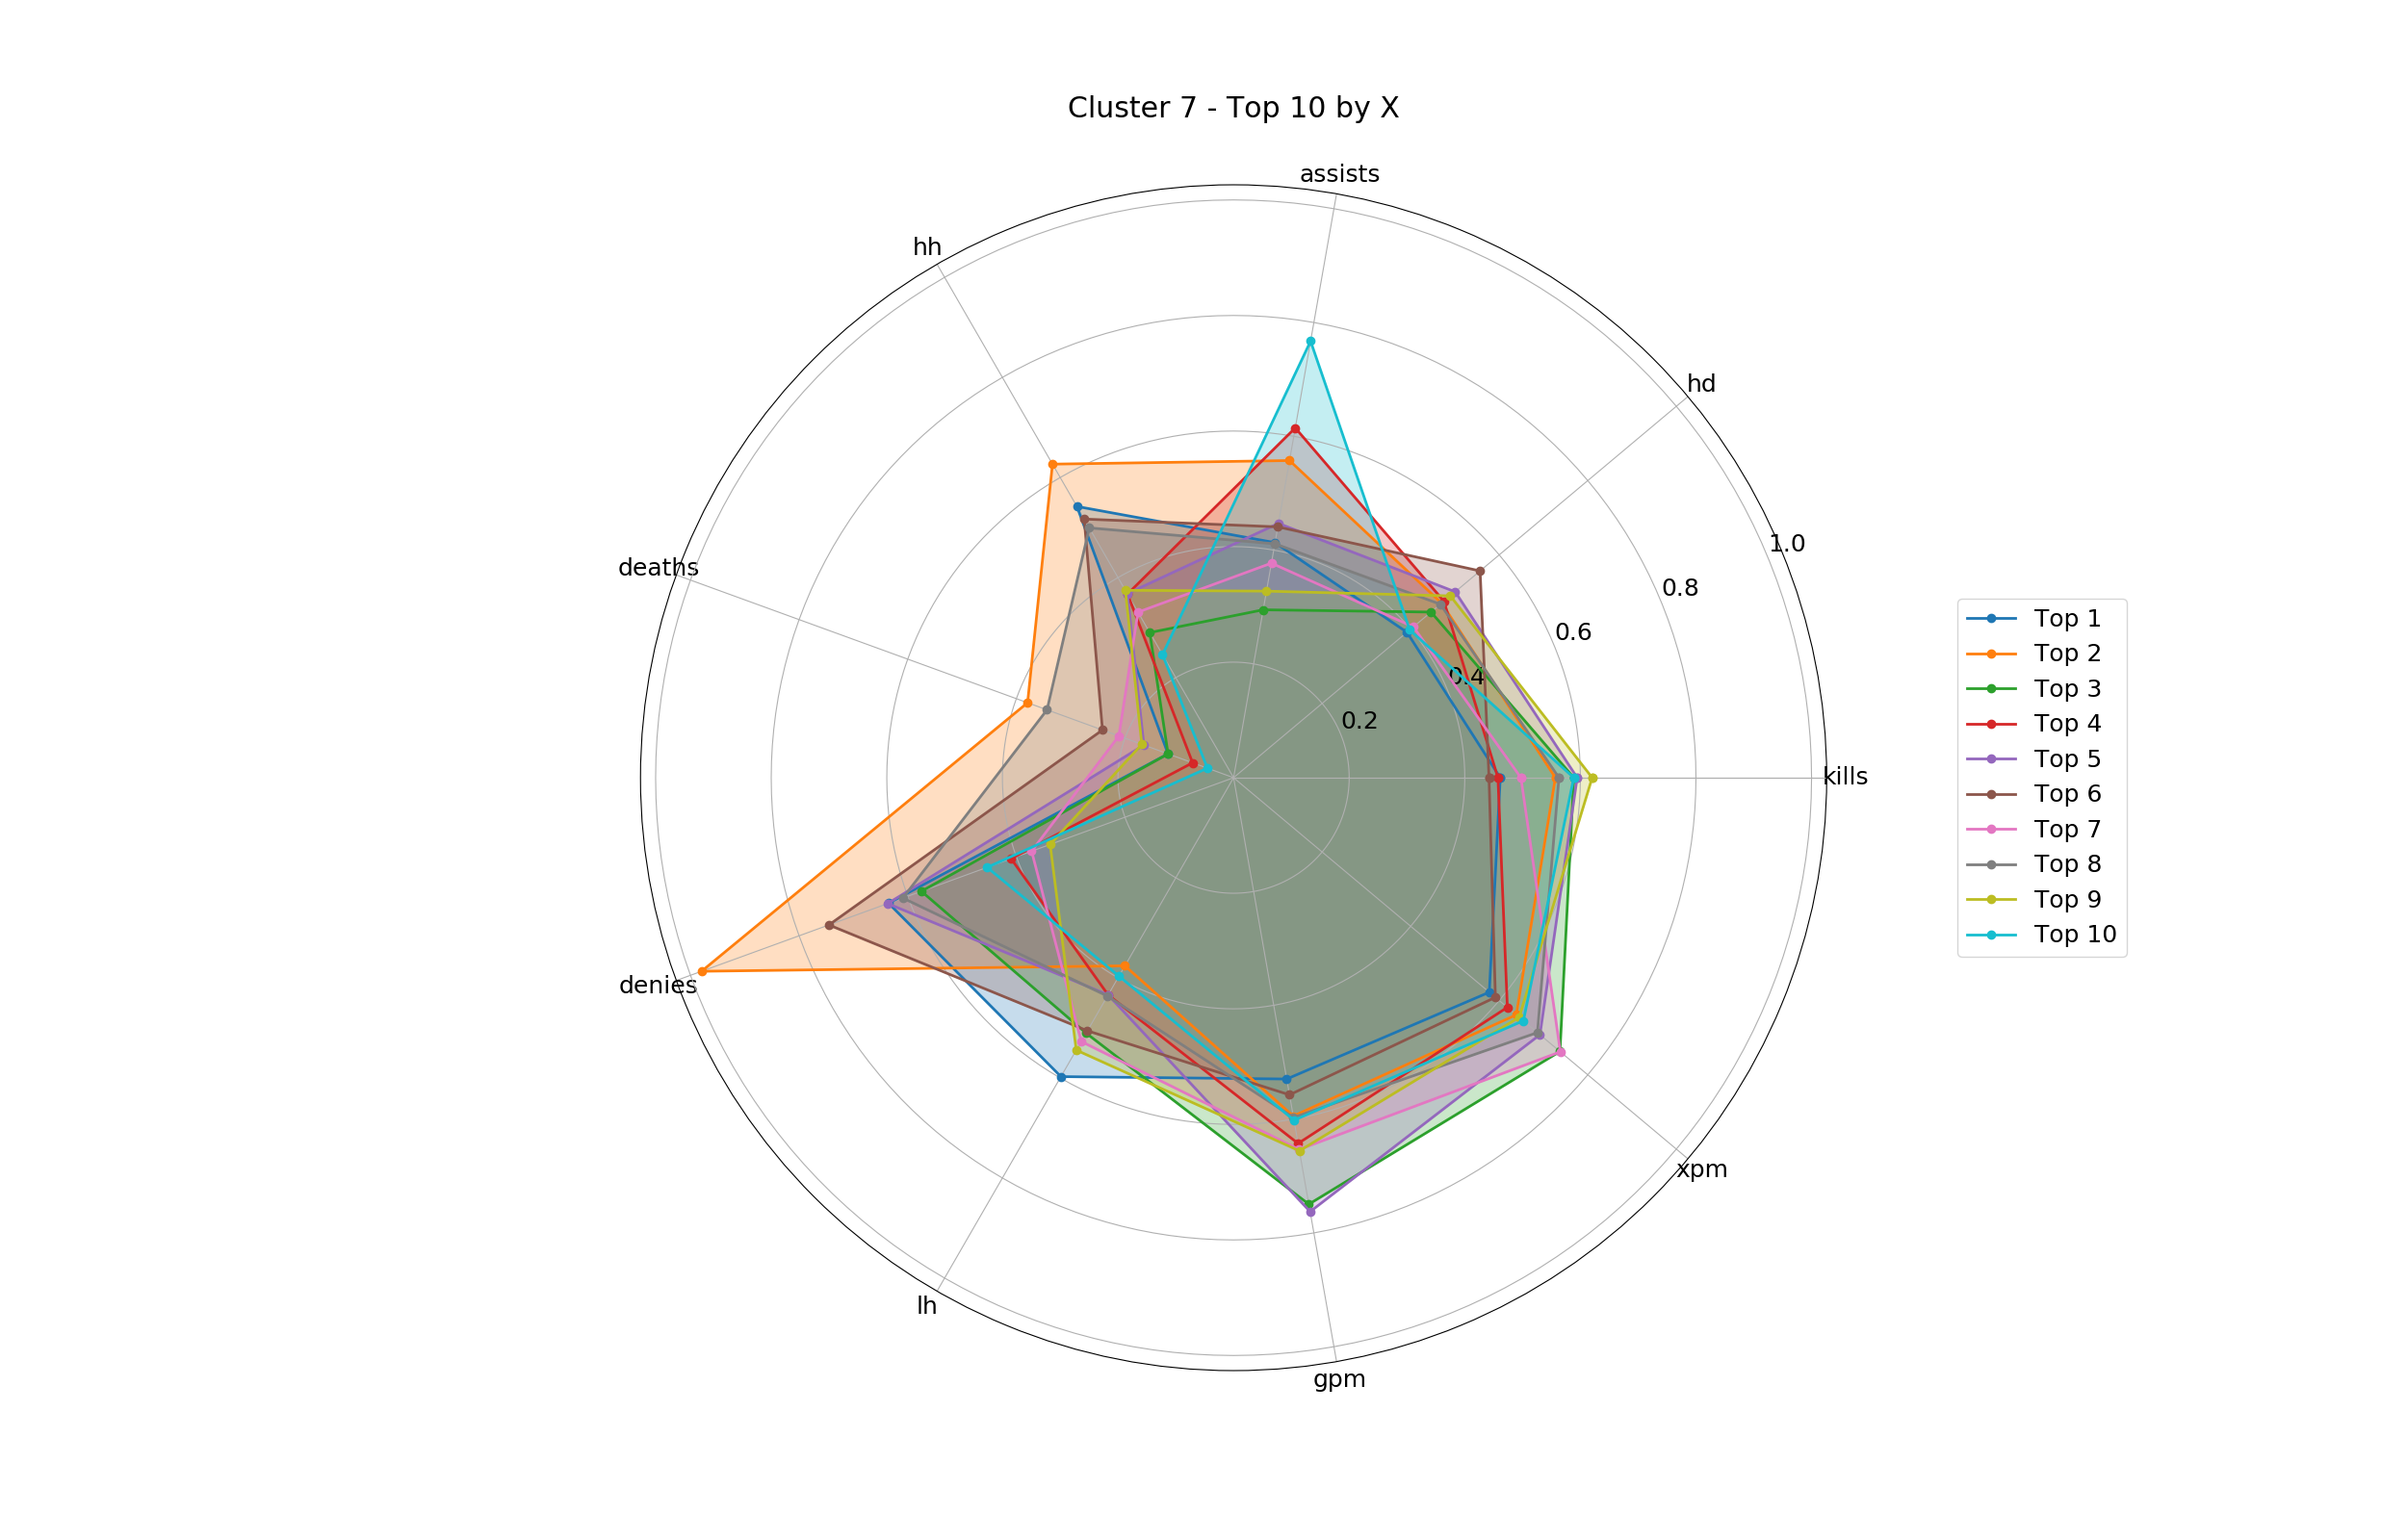 Cluster 7 - Top 10 by X
assists
hh
hd
deaths
1.0
0.8
0.6
0.4
0.2
kills
denies
xpm
lh
gpm
Top 1
Top 2
Top 3
Top 4
Top 5
Top 6
Top 7
Top 8
Top 9
Top 10